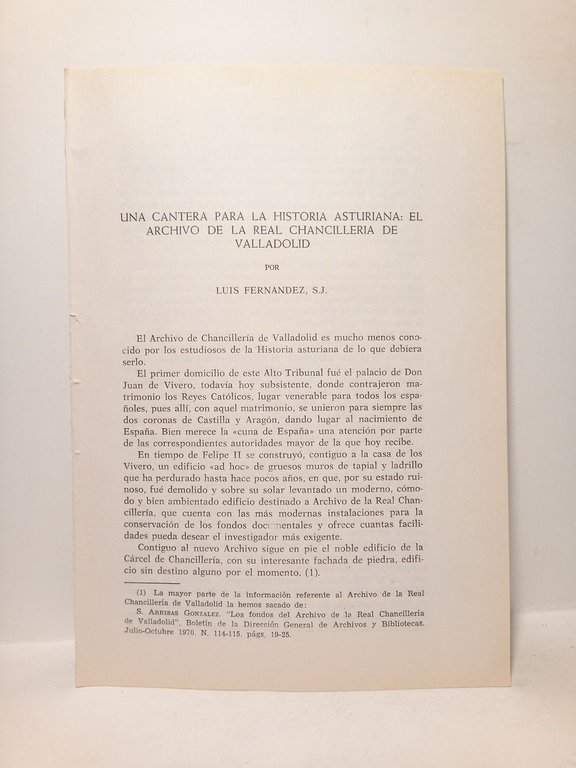 UNA CANTERA PARA LA HISTORIA ASTURIANA: EL
ARCHIVO DE LA REAL CHANCILLERIA DE
VALLADOLID
POR
LUIS FERNANDEZ, S.J.
El Archivo de Chancillería de Valladolid es mucho menos cono-
cido por los estudiosos de la Historia asturiana de lo que debiera
serlo.
El primer domicilio de este Alto Tribunal fué el palacio de Don
Juan de Vivero, todavía hoy subsistente, donde contrajeron ma-
trimonio los Reyes Católicos, lugar venerable para todos los espa-
ñoles, pues allí, con aquel matrimonio, se unieron para siempre las
dos coronas de Castilla y Aragón, dando lugar al nacimiento de
España. Bien merece la «cuna de España» una atención por parte
de las correspondientes autoridades mayor de la que hoy recibe.
En tiempo de Felipe II se construyó, contiguo a la casa de los
Vivero, un edificio «ad hoc» de gruesos muros de tapial y ladrillo
que ha perdurado hasta hace pocos años, en que, por su estado rui-
noso, fué demolido y sobre su solar levantado un moderno, cómo-
do y bien ambientado edificio destinado a Archivo de la Real Chan-
cillería, que cuenta con las más modernas instalaciones para la
conservación de los fondos documentales y ofrece cuantas facili-
dades pueda desear el investigador más exigente.
Contiguo al nuevo Archivo sigue en pie el noble edificio de la
Cárcel de Chancillería, con su interesante fachada de piedra, edifi-
cio sin destino alguno por el momento. (1).
(1) La mayor parte de la información referente al Archivo de la Real
Chancillería de Valladolid la hemos sacado de:
S. ARRIBAS GONZALEZ. "Los fondos del Archivo de la Real Chancillería
de Valladolid". Boletín de la Dirección General de Archivos y Bibliotecas.
Julio-Octubre 1970. N. 114-115. págs. 19-25.